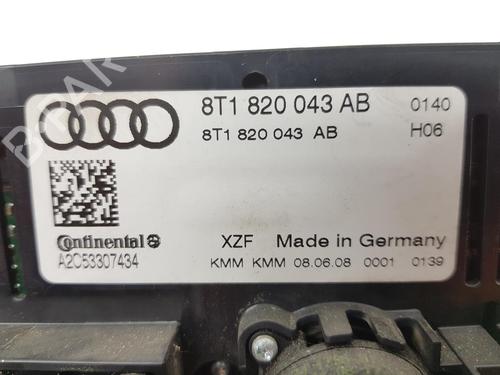 8T1 820 043 AB 0140
8T1 820 043 AB H06
Continental
A2C53307434
XZF Made in Germany
KMM KMM 08.06.08 0001 0139